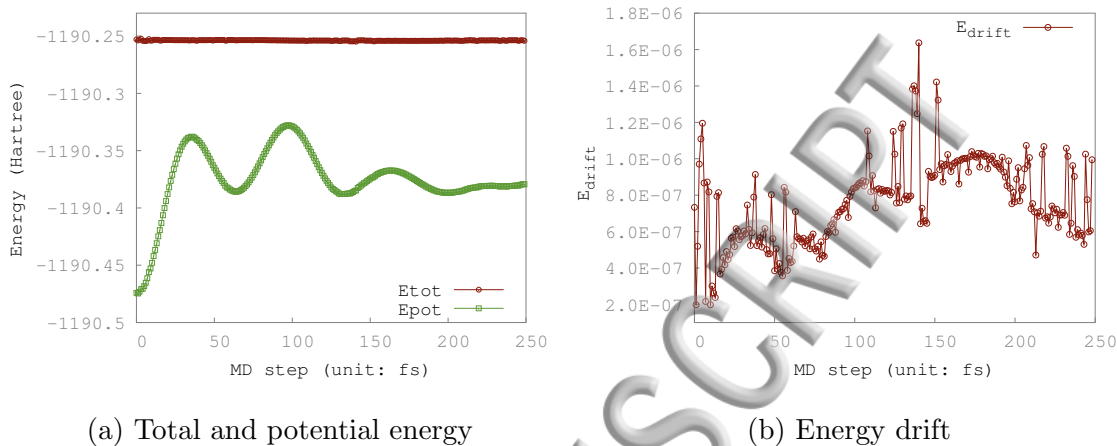 -1190.25
-1190.3
-1190.35
-1190.4
-1190.45
-1190.5
Energy (Hartree)
Etot
Epot
0 50 100 150 200 250
MD step (unit: fs)
(a) Total and potential energy
1.8E-06
1.6E-06
1.4E-06
1.2E-06
1.0E-06
8.0E-07
6.0E-07
4.0E-07
2.0E-07
E_drift
E_drift
0 50 100 150 200 250
MD step (unit: fs)
(b) Energy drift
SCRIPT